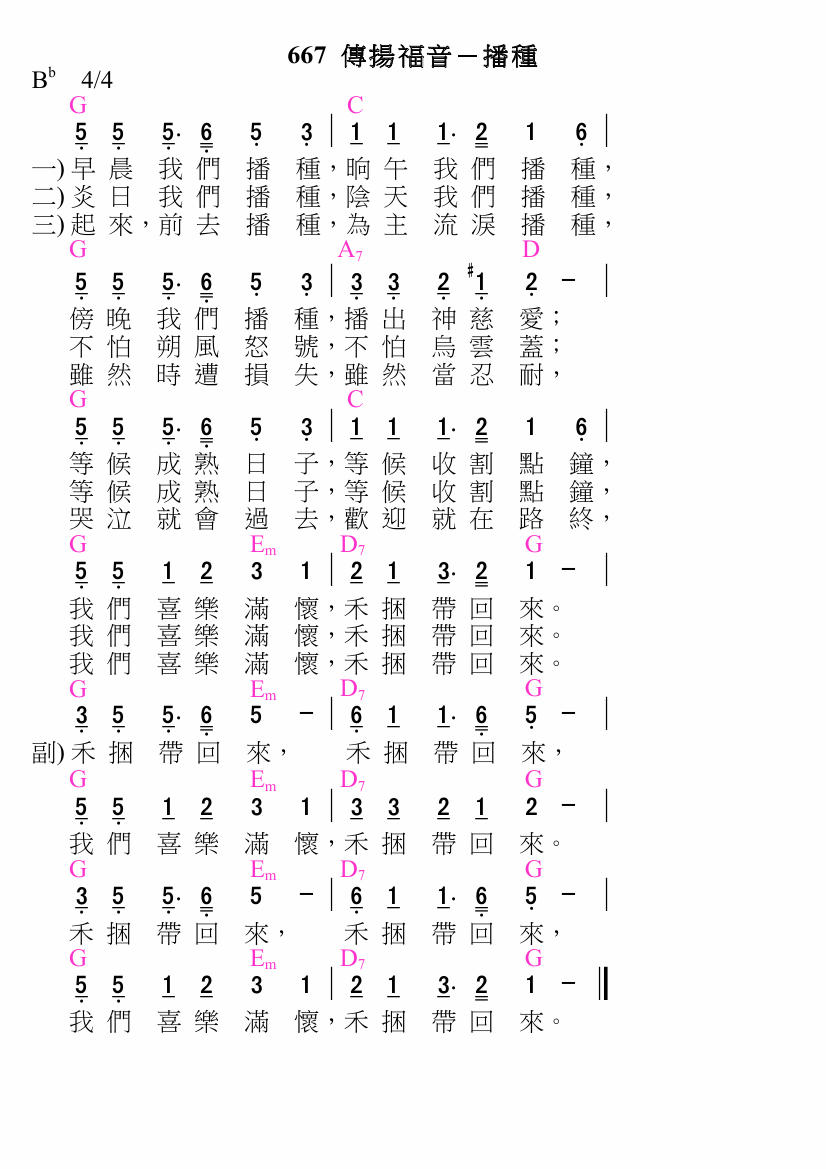 667 傳揚福音－播種
B♭ 4/4
G C
5 5 5. 6 5 3 | 1 1 1. 2 1 6 |
一) 早晨我們播種，晌午我們播種，
二) 炎日我們播種，陰天我們播種，
三) 起來，前去播種，為主流淚播種，
G A7 D
5 5 5. 6 5 3 | 3 3 2 #1 2 － |
傍晚我們播種，播出神慈愛；
不怕朔風怒號，不怕烏雲蓋；
雖然時遭損失，雖然當忍耐，
G C
5 5 5. 6 5 3 | 1 1 1. 2 1 6 |
等候成熟日子，等候收割點鐘，
等候成熟日子，等候收割點鐘，
哭泣就會過去，歡迎就在路終，
G Em D7 G
5 5 1 2 3 1 | 2 1 3. 2 1 － |
我們喜樂滿懷，禾捆帶回來。
我們喜樂滿懷，禾捆帶回來。
我們喜樂滿懷，禾捆帶回來。
G Em D7 G
3 5 5. 6 5 － | 6 1 1. 6 5 － |
副) 禾捆帶回來， 禾捆帶回來，
G Em D7 G
5 5 1 2 3 1 | 3 3 2 1 2 － |
我們喜樂滿懷，禾捆帶回來。
G Em D7 G
3 5 5. 6 5 － | 6 1 1. 6 5 － |
禾捆帶回來， 禾捆帶回來，
G Em D7 G
5 5 1 2 3 1 | 2 1 3. 2 1 － ‖
我們喜樂滿懷，禾捆帶回來。